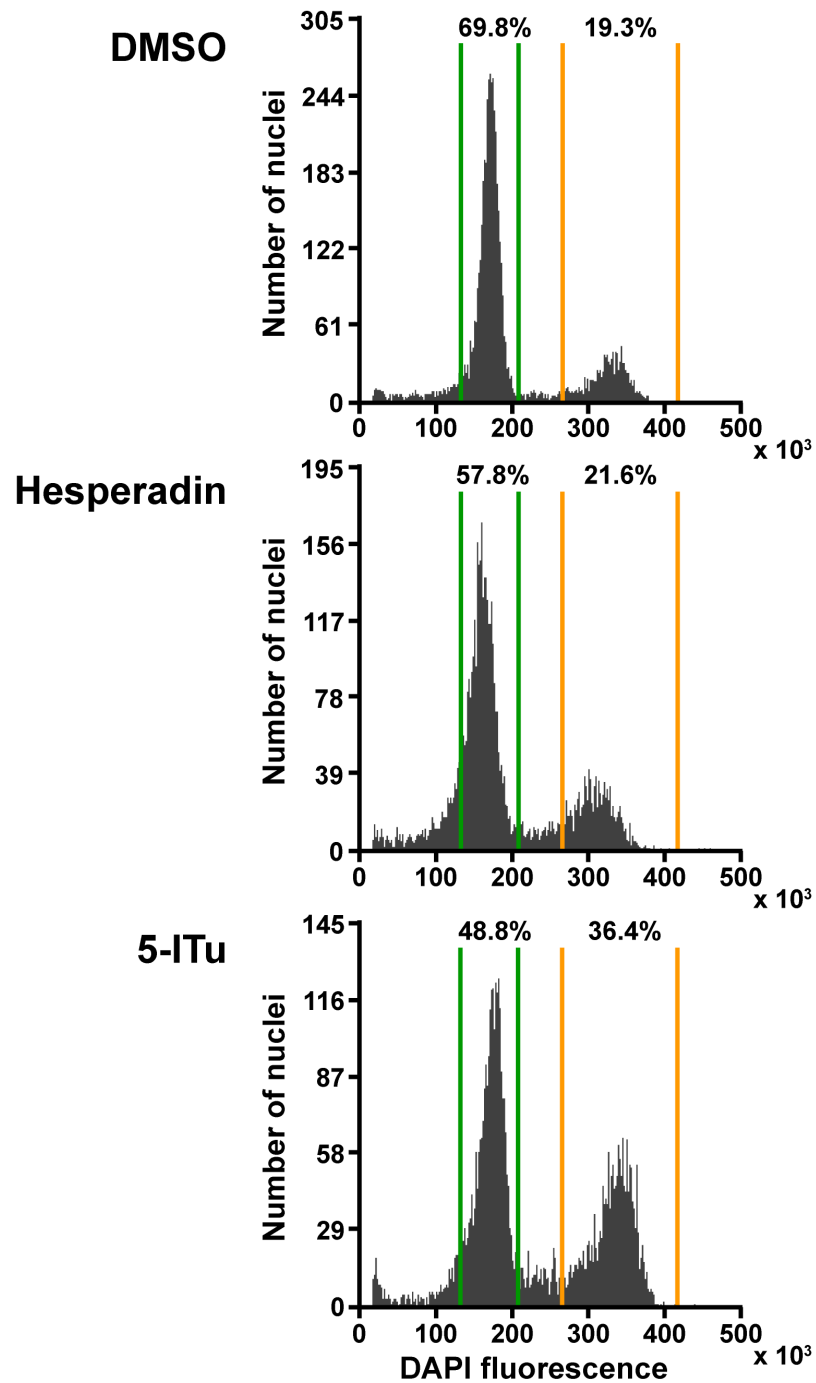 DMSO
305
69.8%
19.3%
244
183
122
61
0
Number of nuclei
0 100 200 300 400 500
x 10³
Hesperadin
195
57.8%
21.6%
156
117
78
39
0
Number of nuclei
0 100 200 300 400 500
x 10³
5-ITu
145
48.8%
36.4%
116
87
58
29
0
Number of nuclei
0 100 200 300 400 500
x 10³
DAPI fluorescence